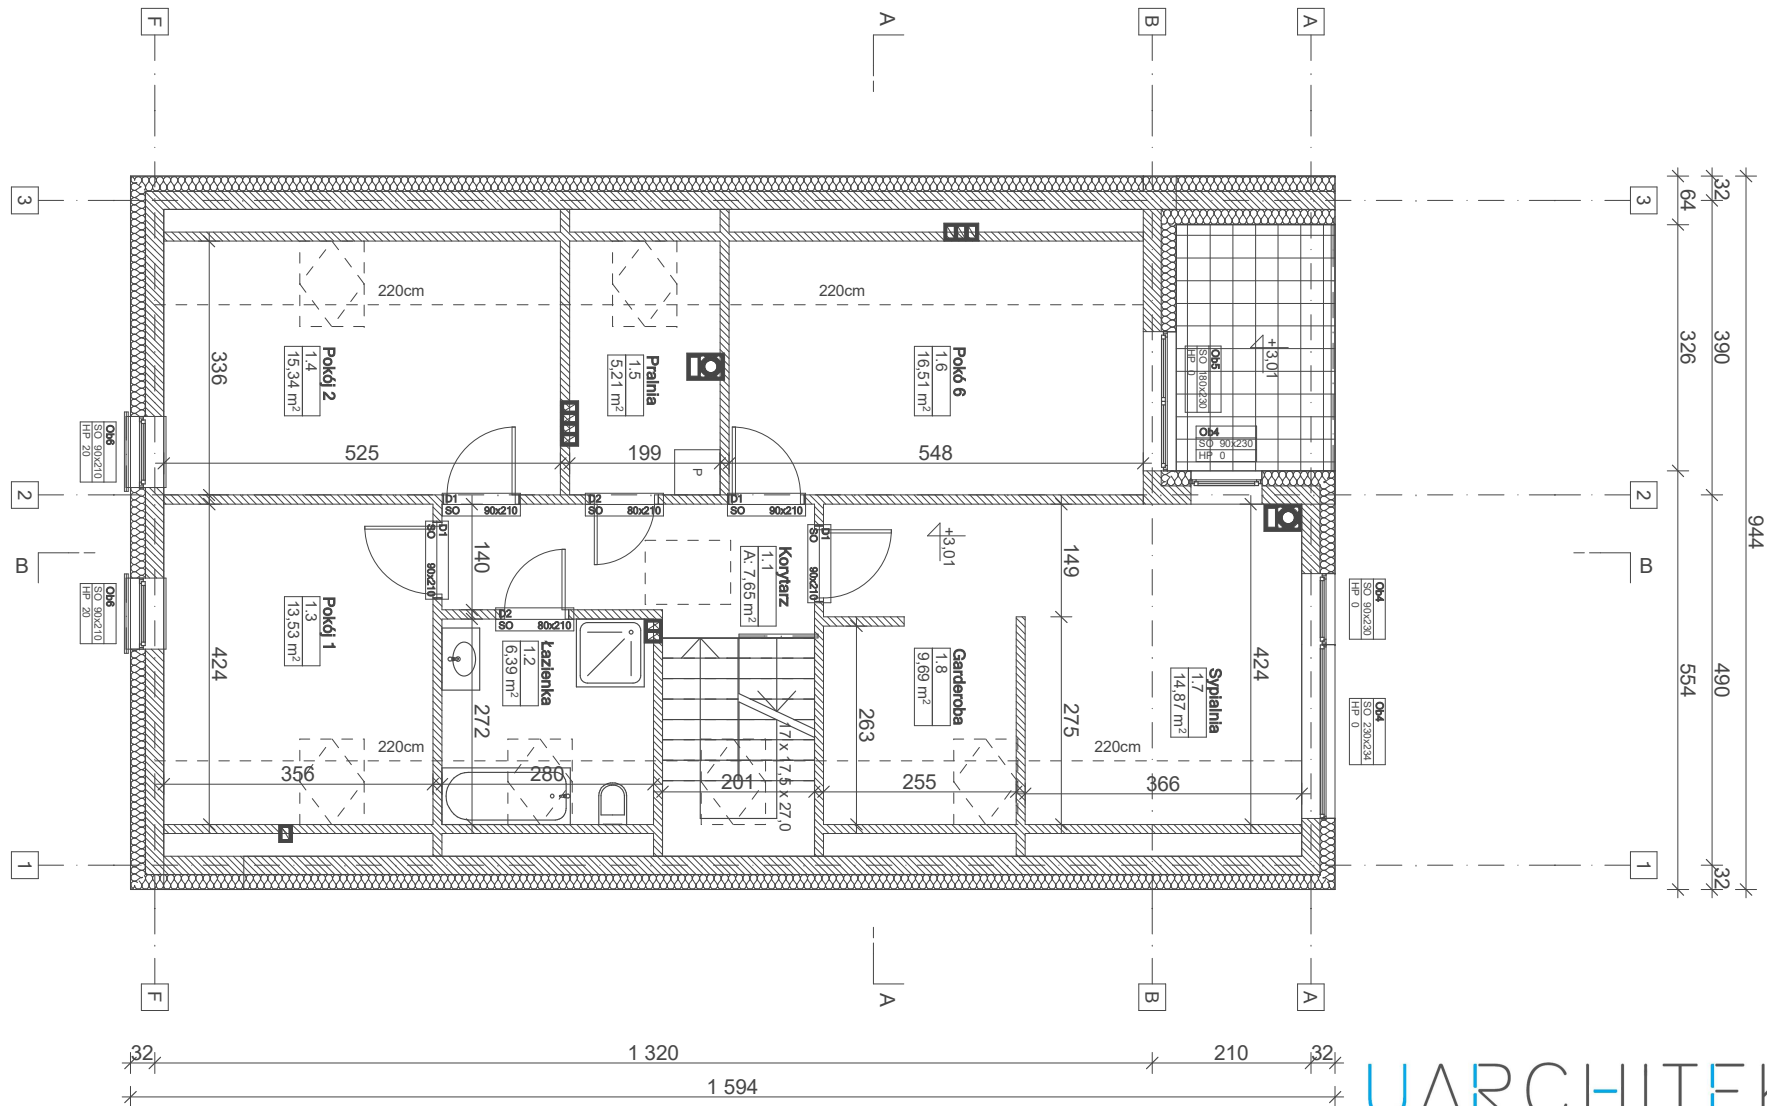 F
A
B
A
3
3
2
2
B
B
1
1
F
A
B
A
64
326
554
32
390
490
32
944
220cm
220cm
Pokój 2
1.4
15,34 m²
Pralnia
1.5
5,21 m²
Pokó 6
1.6
16,51 m²
+3,01
Ob5
SO 180x230
HP 0
Ob4
SO 90x230
HP 0
336
525
199
548
P
Ob6
SO 90x210
HP 20
D1
SO 90x210
D2
SO 80x210
D1
SO 90x210
D1
SO 90x210
D1
SO 90x210
140
Korytarz
1.1
A: 7,65 m²
+3,01
149
Ob6
SO 90x210
HP 20
Ob4
SO 90x230
HP 0
Pokój 1
1.3
13,53 m²
D2
SO 80x210
Łazienka
1.2
6,39 m²
Garderoba
1.8
9,69 m²
Sypialnia
1.7
14,87 m²
424
424
272
263
275
Ob4
SO 230x234
HP 0
220cm
220cm
17 x 17,5 x 27,0
356
280
201
255
366
32
1 320
210
32
1 594
UARCHITEK